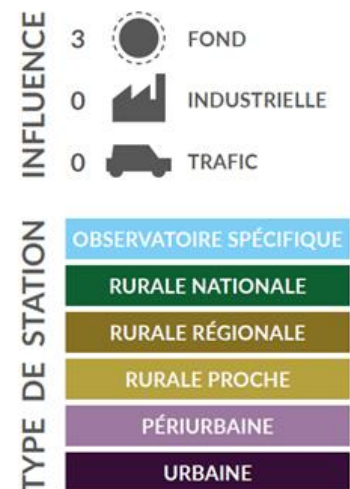 INFLUENCE
3 FOND
0 INDUSTRIELLE
0 TRAFIC
TYPE DE STATION
OBSERVATOIRE SPÉCIFIQUE
RURALE NATIONALE
RURALE RÉGIONALE
RURALE PROCHE
PÉRIURBAINE
URBAINE